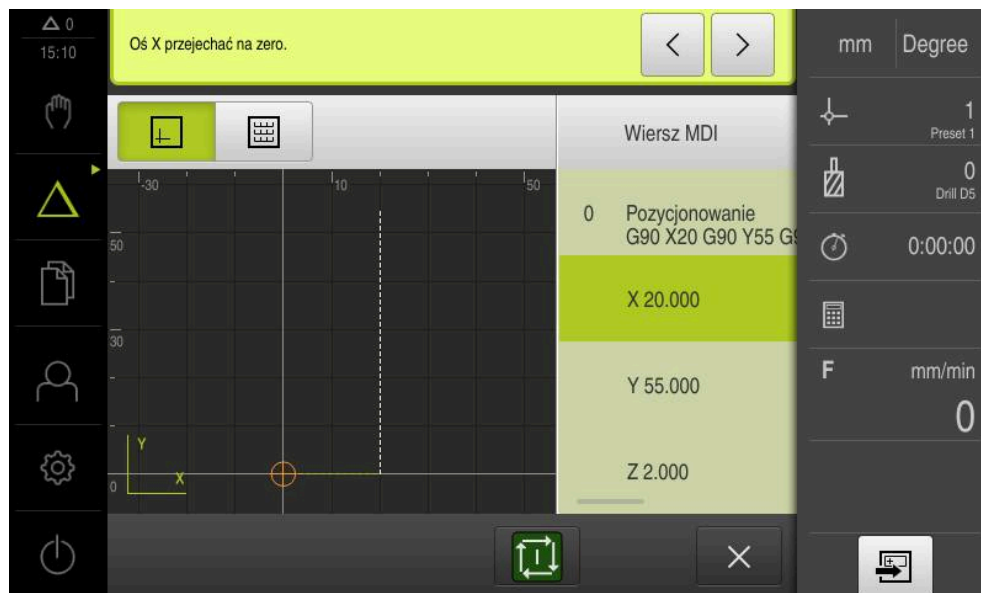 0
15:10
Oś X przejechać na zero.
mm
Degree
1
Preset 1
0
Drill D5
0:00:00
F
mm/min
0
Wiersz MDI
0
Pozycjonowanie
G90 X20 G90 Y55 G9
X 20.000
Y 55.000
Z 2.000
-30
10
50
50
30
0
Y
X